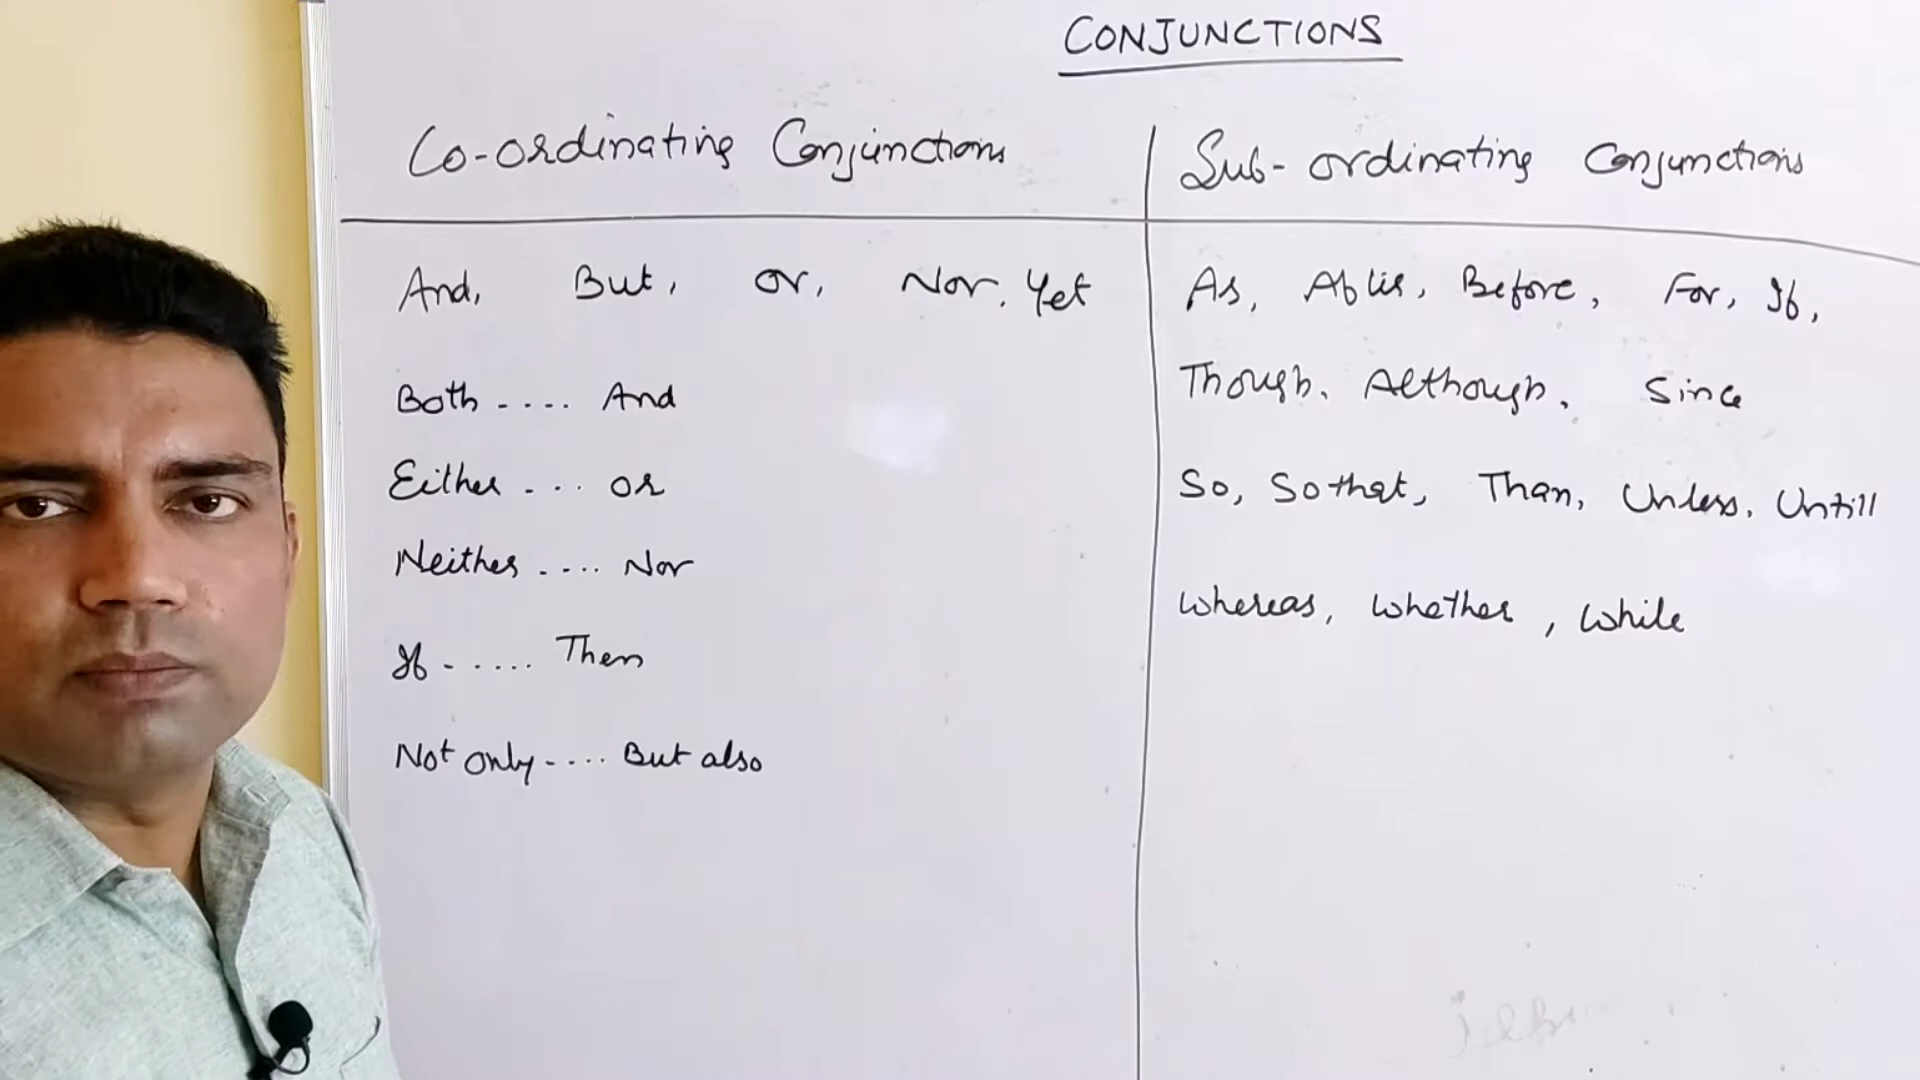 CONJUNCTIONS
Co-ordinating Conjunctions
Sub-ordinating Conjunctions
And, But, or, Nor, Yet
Both .... And
Either ... or
Neither .... Nor
If ...... Then
Not only .... But also
As, After, Before, For, If,
Though, Although, Since
So, So that, Than, Unless, Untill
Whereas, Whether, While